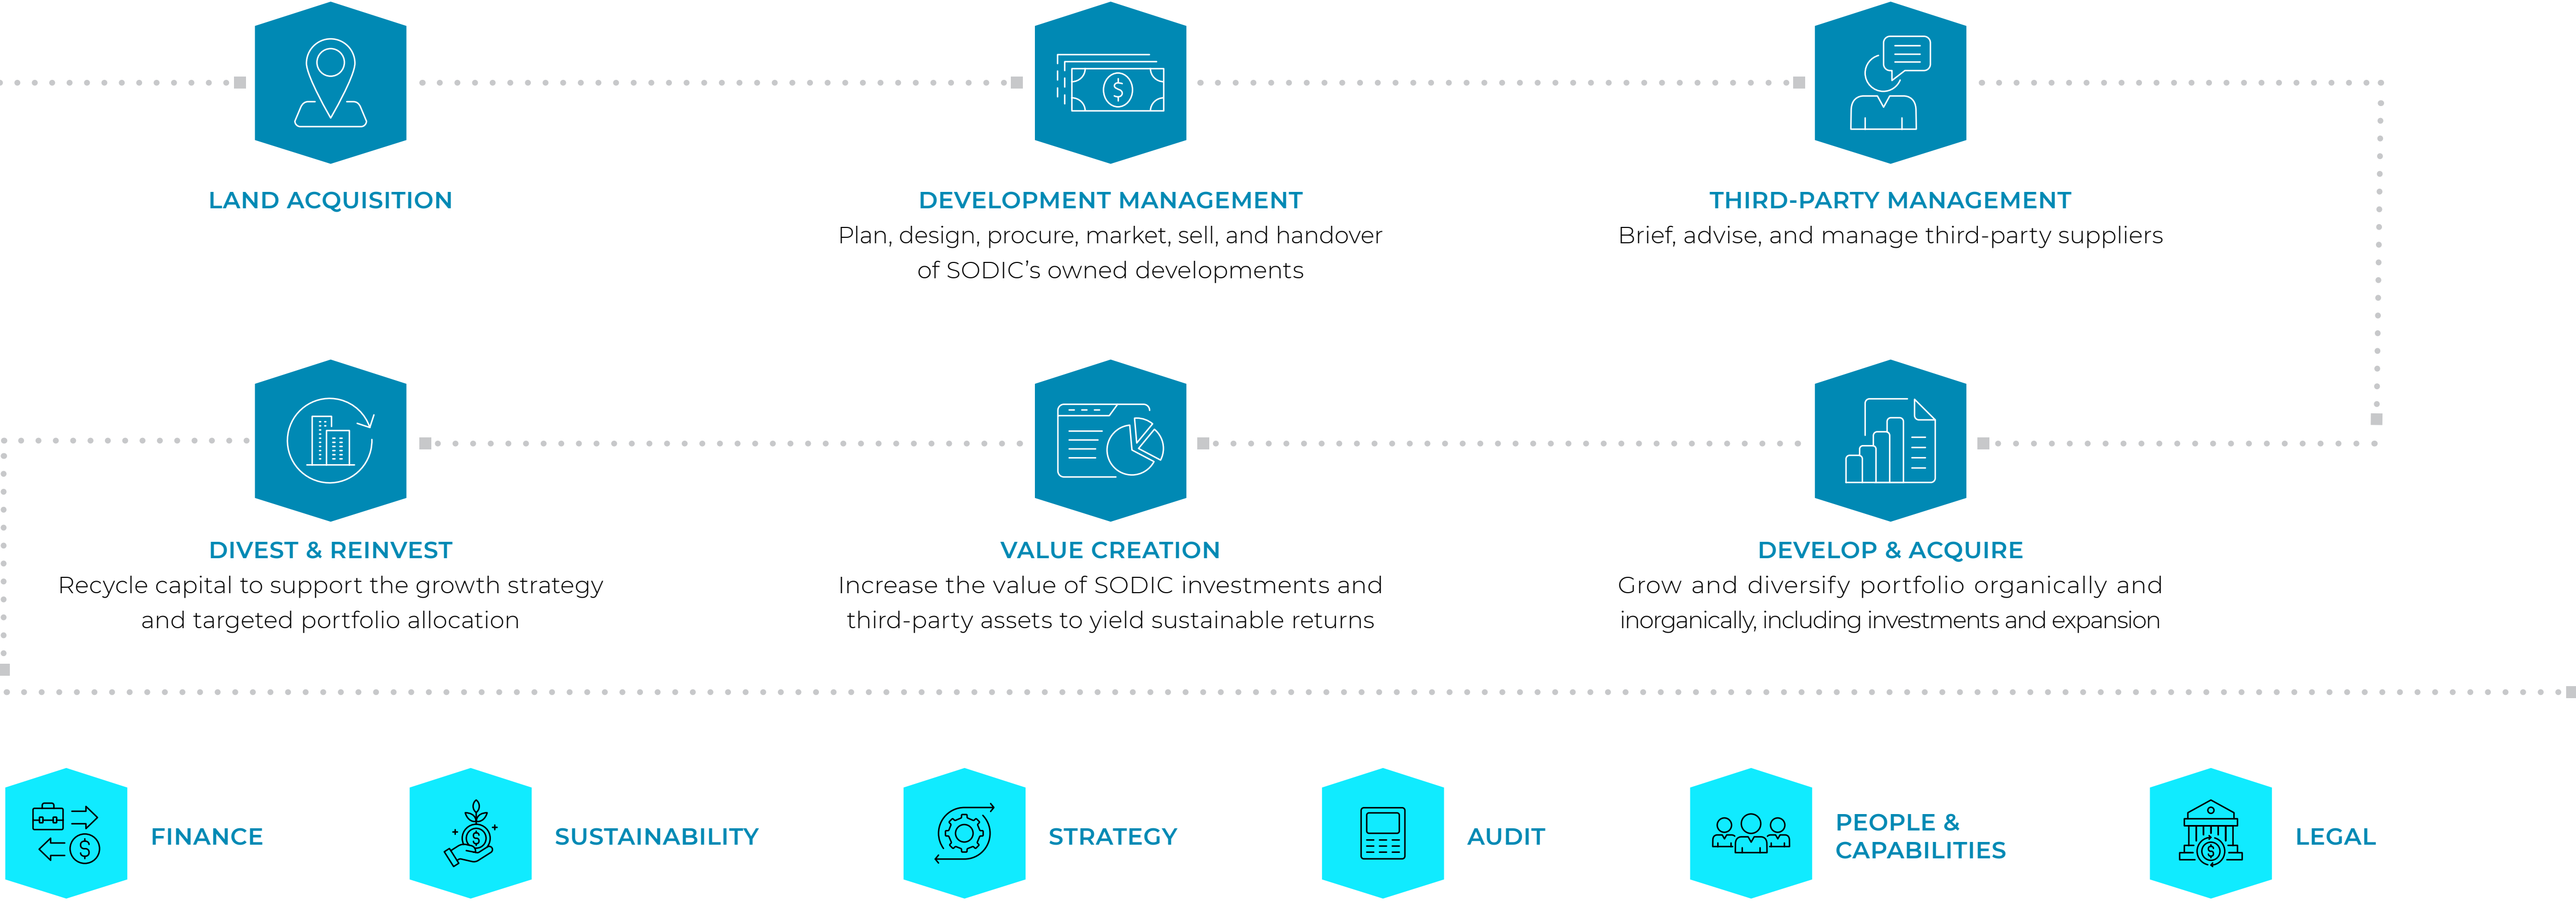 LAND ACQUISITION
DEVELOPMENT MANAGEMENT
Plan, design, procure, market, sell, and handover
of SODIC’s owned developments
THIRD-PARTY MANAGEMENT
Brief, advise, and manage third-party suppliers
DIVEST & REINVEST
Recycle capital to support the growth strategy
and targeted portfolio allocation
VALUE CREATION
Increase the value of SODIC investments and
third-party assets to yield sustainable returns
DEVELOP & ACQUIRE
Grow and diversify portfolio organically and
inorganically, including investments and expansion
FINANCE
SUSTAINABILITY
STRATEGY
AUDIT
PEOPLE &
CAPABILITIES
LEGAL